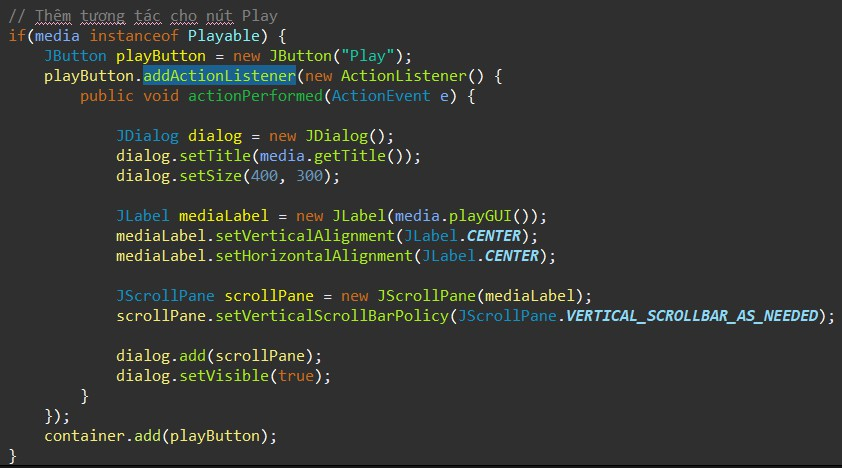 // Thêm tương tác cho nút Play
if(media instanceof Playable) {
    JButton playButton = new JButton("Play");
    playButton.addActionListener(new ActionListener() {
        public void actionPerformed(ActionEvent e) {

            JDialog dialog = new JDialog();
            dialog.setTitle(media.getTitle());
            dialog.setSize(400, 300);

            JLabel mediaLabel = new JLabel(media.playGUI());
            mediaLabel.setVerticalAlignment(JLabel.CENTER);
            mediaLabel.setHorizontalAlignment(JLabel.CENTER);

            JScrollPane scrollPane = new JScrollPane(mediaLabel);
            scrollPane.setVerticalScrollBarPolicy(JScrollPane.VERTICAL_SCROLLBAR_AS_NEEDED);

            dialog.add(scrollPane);
            dialog.setVisible(true);
        }
    });
    container.add(playButton);
}